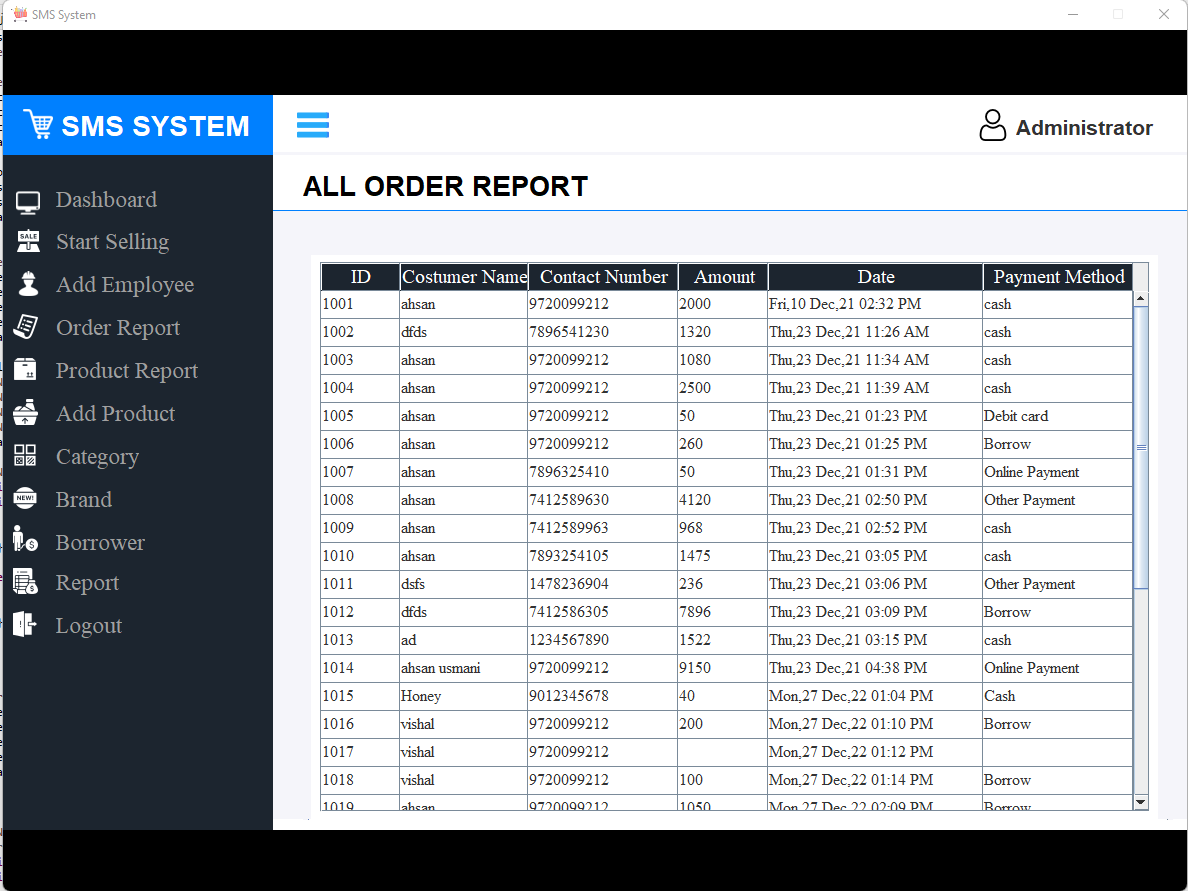 SMS System
SMS SYSTEM
Administrator
ALL ORDER REPORT
Dashboard
SALE Start Selling
Add Employee
Order Report
Product Report
Add Product
Category
NEW! Brand
Borrower
Report
Logout
ID Costumer Name Contact Number Amount Date Payment Method
1001 ahsan 9720099212 2000 Fri,10 Dec,21 02:32 PM cash
1002 dfds 7896541230 1320 Thu,23 Dec,21 11:26 AM cash
1003 ahsan 9720099212 1080 Thu,23 Dec,21 11:34 AM cash
1004 ahsan 9720099212 2500 Thu,23 Dec,21 11:39 AM cash
1005 ahsan 9720099212 50 Thu,23 Dec,21 01:23 PM Debit card
1006 ahsan 9720099212 260 Thu,23 Dec,21 01:25 PM Borrow
1007 ahsan 7896325410 50 Thu,23 Dec,21 01:31 PM Online Payment
1008 ahsan 7412589630 4120 Thu,23 Dec,21 02:50 PM Other Payment
1009 ahsan 7412589963 968 Thu,23 Dec,21 02:52 PM cash
1010 ahsan 7893254105 1475 Thu,23 Dec,21 03:05 PM cash
1011 dsfs 1478236904 236 Thu,23 Dec,21 03:06 PM Other Payment
1012 dfds 7412586305 7896 Thu,23 Dec,21 03:09 PM Borrow
1013 ad 1234567890 1522 Thu,23 Dec,21 03:15 PM cash
1014 ahsan usmani 9720099212 9150 Thu,23 Dec,21 04:38 PM Online Payment
1015 Honey 9012345678 40 Mon,27 Dec,22 01:04 PM Cash
1016 vishal 9720099212 200 Mon,27 Dec,22 01:10 PM Borrow
1017 vishal 9720099212 Mon,27 Dec,22 01:12 PM
1018 vishal 9720099212 100 Mon,27 Dec,22 01:14 PM Borrow
1019 ahsan 9720099212 1050 Mon,27 Dec,22 02:09 PM Borrow